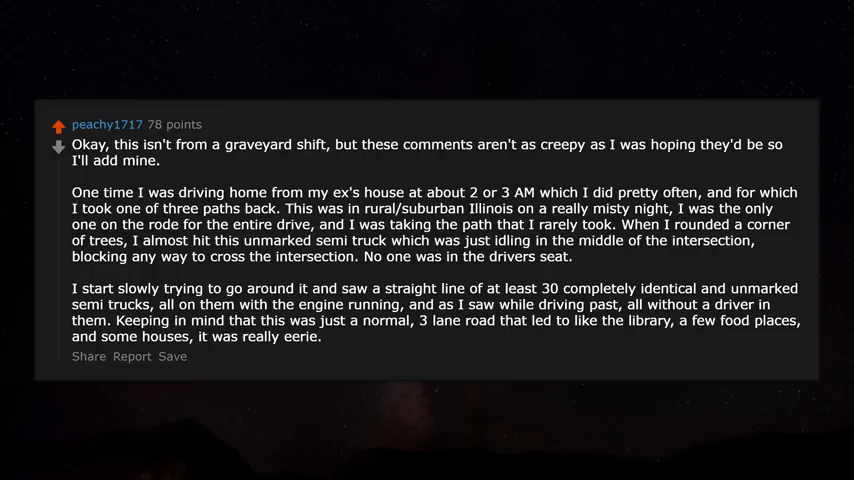 peachy1717 78 points
Okay, this isn't from a graveyard shift, but these comments aren't as creepy as I was hoping they'd be so
I'll add mine.
One time I was driving home from my ex's house at about 2 or 3 AM which I did pretty often, and for which
I took one of three paths back. This was in rural/suburban Illinois on a really misty night, I was the only
one on the rode for the entire drive, and I was taking the path that I rarely took. When I rounded a corner
of trees, I almost hit this unmarked semi truck which was just idling in the middle of the intersection,
blocking any way to cross the intersection. No one was in the drivers seat.
I start slowly trying to go around it and saw a straight line of at least 30 completely identical and unmarked
semi trucks, all on them with the engine running, and as I saw while driving past, all without a driver in
them. Keeping in mind that this was just a normal, 3 lane road that led to like the library, a few food places,
and some houses, it was really eerie.
Share Report Save